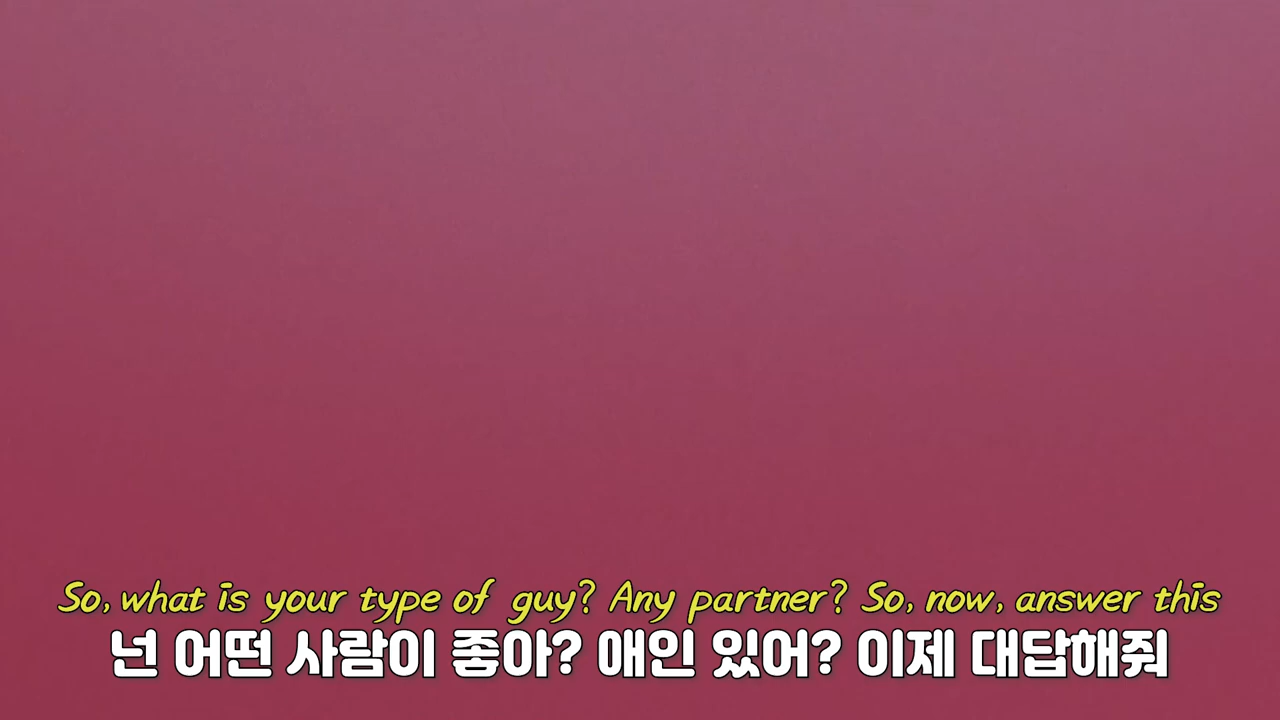 So, what is your type of guy? Any partner? So, now, answer this
넌 어떤 사람이 좋아? 애인 있어? 이제 대답해줘